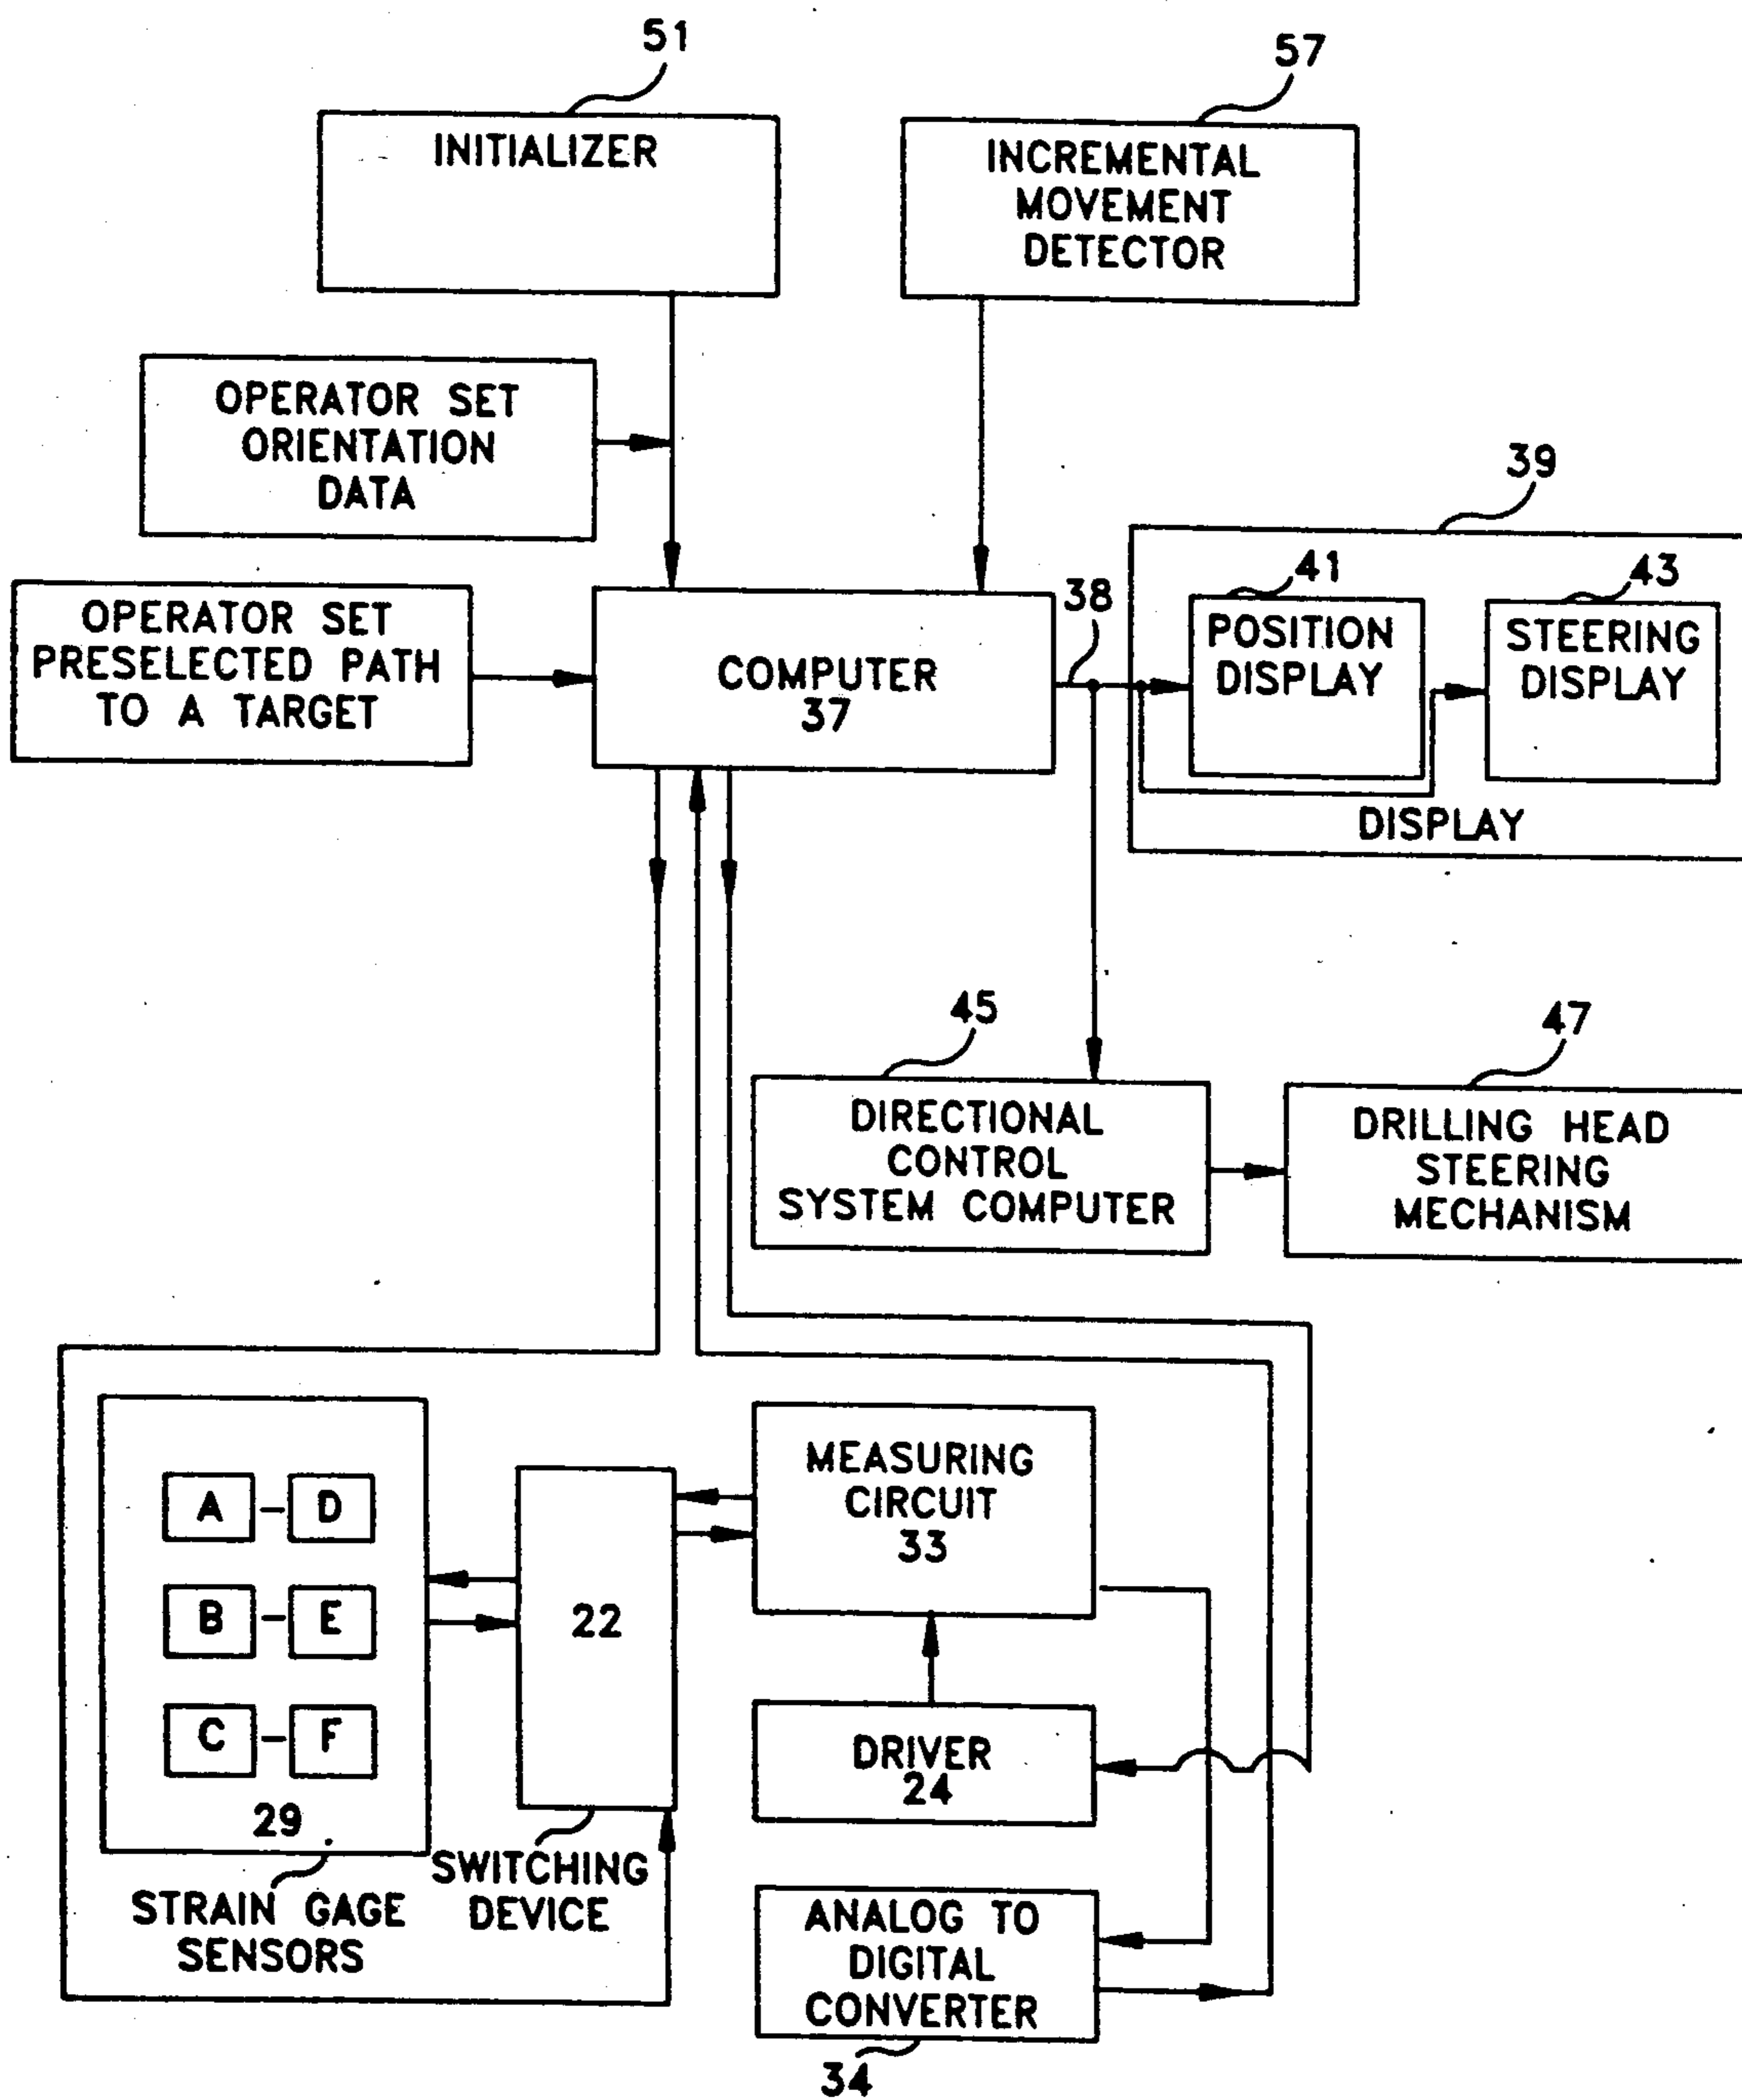 51
57
INITIALIZER
INCREMENTAL
MOVEMENT
DETECTOR
OPERATOR SET
ORIENTATION
DATA
39
OPERATOR SET
PRESELECTED PATH
TO A TARGET
COMPUTER
37
38
41
43
POSITION
DISPLAY
STEERING
DISPLAY
DISPLAY
45
47
DIRECTIONAL
CONTROL
SYSTEM COMPUTER
DRILLING HEAD
STEERING
MECHANISM
A - D
B - E
C - F
29
STRAIN GAGE
SENSORS
22
SWITCHING
DEVICE
MEASURING
CIRCUIT
33
DRIVER
24
ANALOG TO
DIGITAL
CONVERTER
34